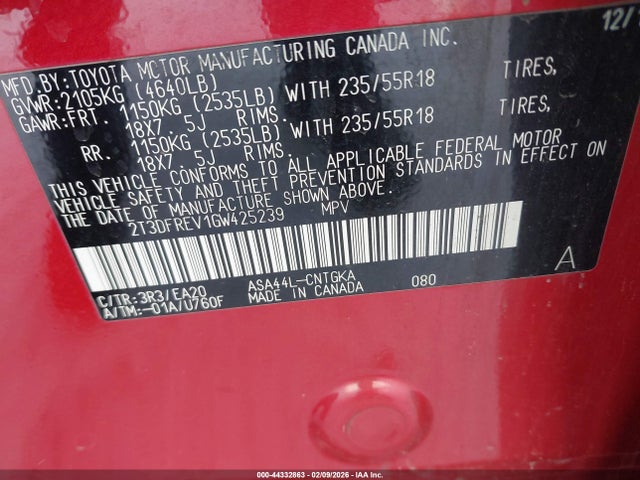 MFD.BY:TOYOTA MOTOR MANUFACTURING CANADA INC. 12/
GVWR:2105KG (4640LB)
GAWR:FRT. 1150KG (2535LB) WITH 235/55R18 TIRES,
18X7.5J RIMS.
RR. 1150KG (2535LB) WITH 235/55R18 TIRES,
18X7.5J RIMS.
THIS VEHICLE CONFORMS TO ALL APPLICABLE FEDERAL MOTOR
VEHICLE SAFETY AND THEFT PREVENTION STANDARDS IN EFFECT ON
THE DATE OF MANUFACTURE SHOWN ABOVE.
2T3DFREV1GW425239 MPV
A
C/TR:3R3/EA20 ASA44L-CNTGKA 080
A/TM:-01A/U760F MADE IN CANADA
000-44332863 - 02/09/2026 - IAA Inc.